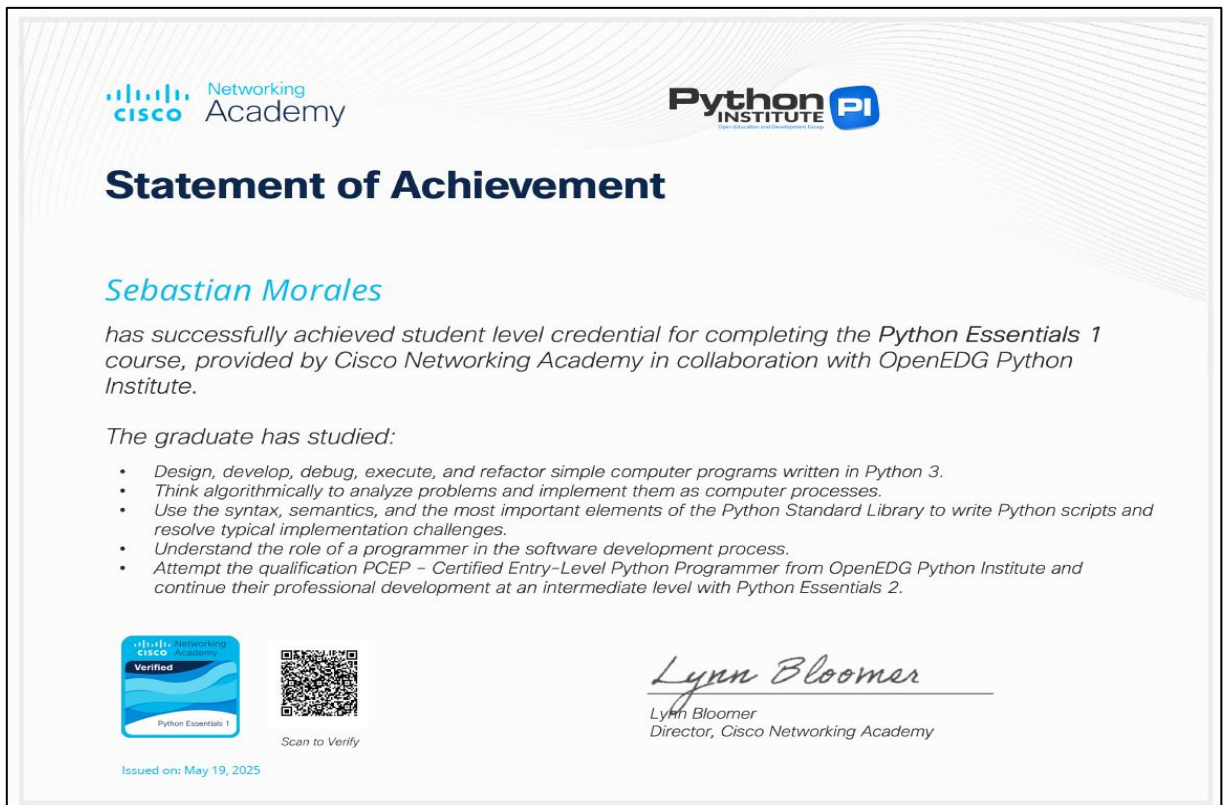 Networking
CISCO Academy
Python
INSTITUTE
PI
Open Education and Development Group
Statement of Achievement
Sebastian Morales
has successfully achieved student level credential for completing the Python Essentials 1
course, provided by Cisco Networking Academy in collaboration with OpenEDG Python
Institute.
The graduate has studied:
• Design, develop, debug, execute, and refactor simple computer programs written in Python 3.
• Think algorithmically to analyze problems and implement them as computer processes.
• Use the syntax, semantics, and the most important elements of the Python Standard Library to write Python scripts and
resolve typical implementation challenges.
• Understand the role of a programmer in the software development process.
• Attempt the qualification PCEP – Certified Entry-Level Python Programmer from OpenEDG Python Institute and
continue their professional development at an intermediate level with Python Essentials 2.
Networking
CISCO Academy
Verified
Python Essentials 1
Scan to Verify
Issued on: May 19, 2025
Lynn Bloomer
Lynn Bloomer
Director, Cisco Networking Academy